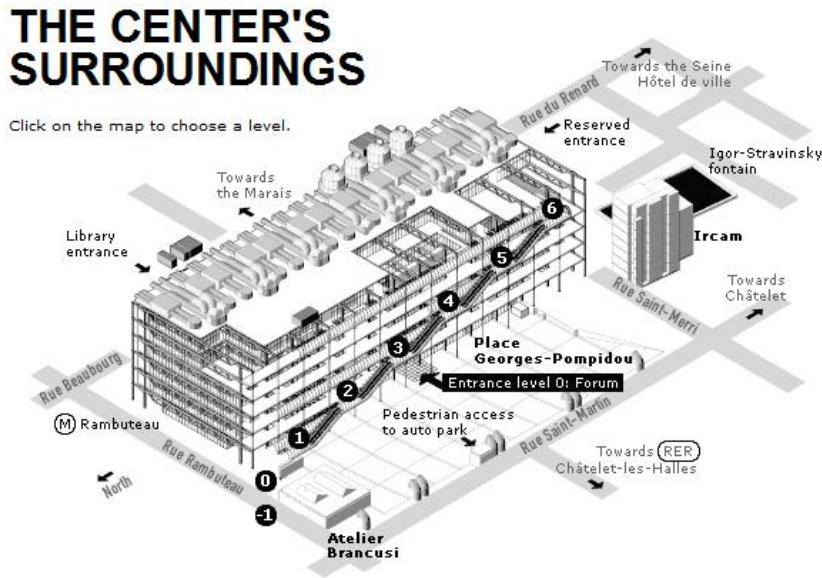 THE CENTER'S
SURROUNDINGS
Click on the map to choose a level.
Towards the Seine
Hôtel de ville
Rue du Renard
Reserved
entrance
Igor-Stravinsky
fontain
Towards
the Marais
Library
entrance
Ircam
Towards
Châtelet
Rue Saint-Merri
6
5
4
3
2
1
0
-1
Place
Georges-Pompidou
Entrance level 0: Forum
Rue Beaubourg
M Rambuteau
Pedestrian access
to auto park
Rue Saint-Martin
Rue Rambuteau
Towards RER
Châtelet-les-Halles
North
Atelier
Brancusi